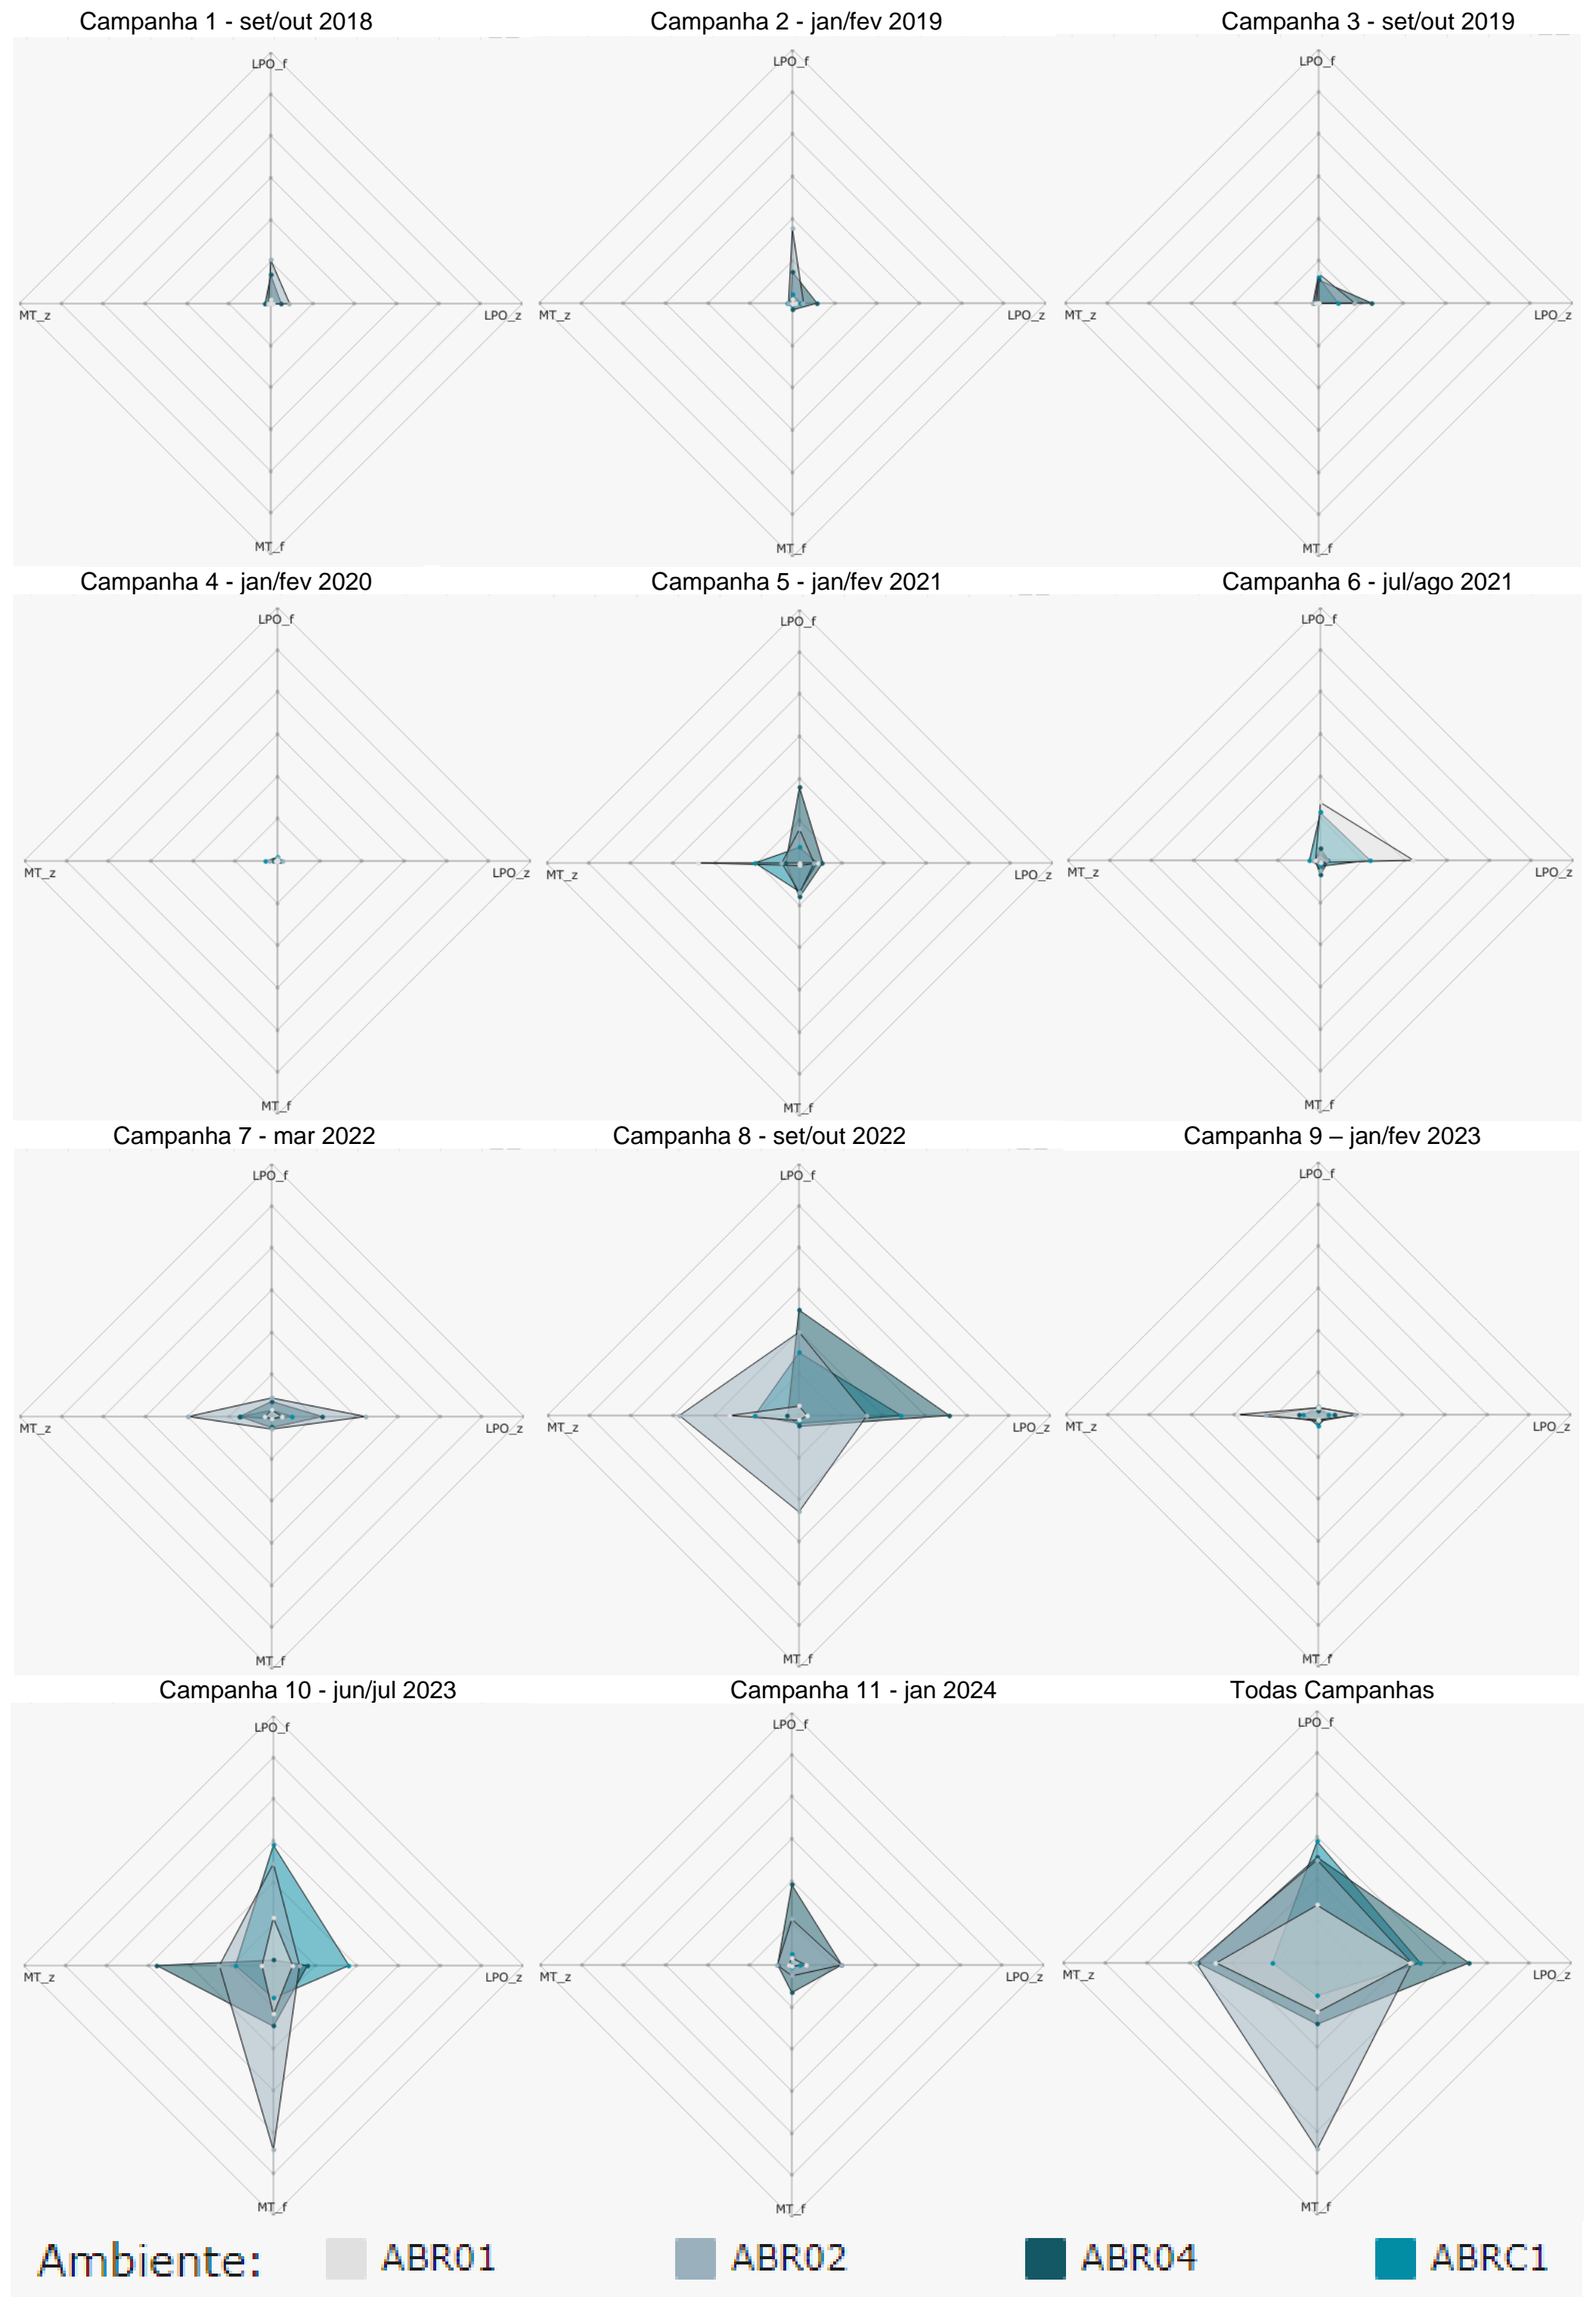 Campanha 1 - set/out 2018
Campanha 2 - jan/fev 2019
Campanha 3 - set/out 2019
LPO_f
LPO_f
LPO_f
MT_z
LPO_z
MT_z
LPO_z
MT_z
LPO_z
MT_f
MT_f
MT_f
Campanha 4 - jan/fev 2020
Campanha 5 - jan/fev 2021
Campanha 6 - jul/ago 2021
LPO_f
LPO_f
LPO_f
MT_z
LPO_z
MT_z
LPO_z
MT_z
LPO_z
MT_f
MT_f
MT_f
Campanha 7 - mar 2022
Campanha 8 - set/out 2022
Campanha 9 – jan/fev 2023
LPO_f
LPO_f
LPO_f
MT_z
LPO_z
MT_z
LPO_z
MT_z
LPO_z
MT_f
MT_f
MT_f
Campanha 10 - jun/jul 2023
Campanha 11 - jan 2024
Todas Campanhas
LPO_f
LPO_f
LPO_f
MT_z
LPO_z
MT_z
LPO_z
MT_z
LPO_z
MT_f
MT_f
MT_f
Ambiente: ABR01 ABR02 ABR04 ABRC1